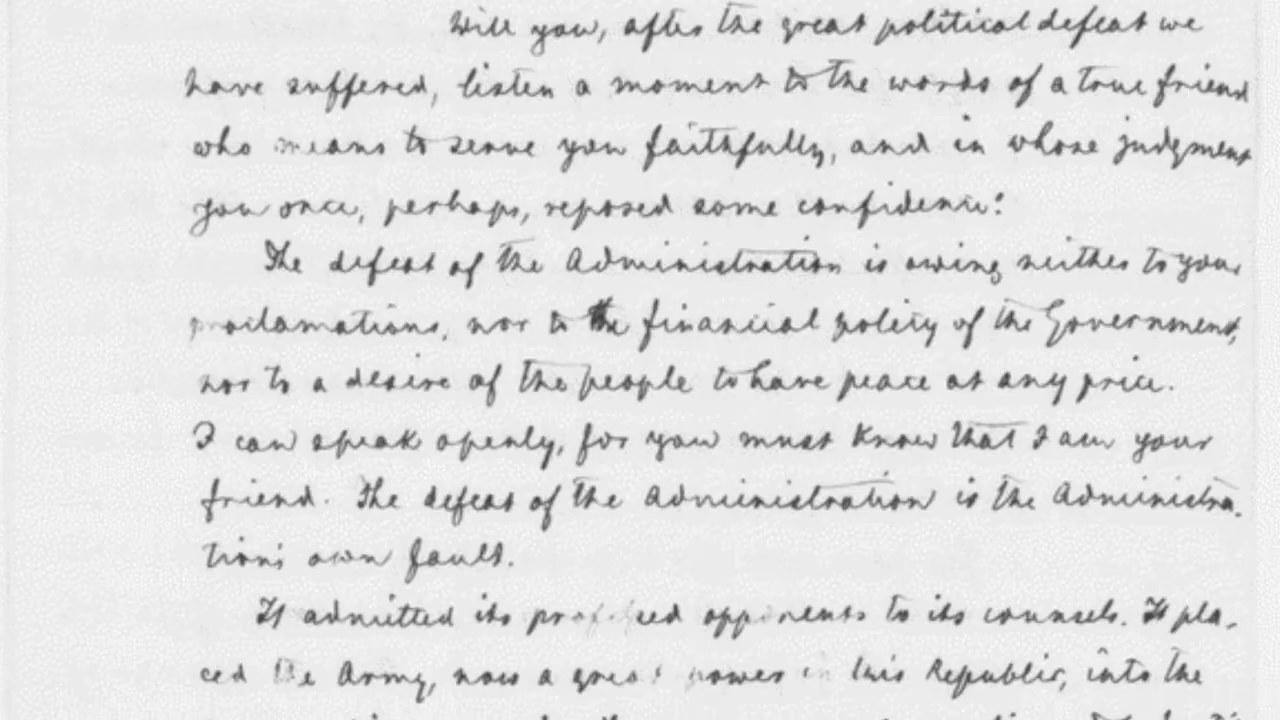 Will you, after the great political defeat we
have suffered, listen a moment to the words of a true friend
who means to serve you faithfully, and in whose judgment
you once, perhaps, reposed some confidence?
The defeat of the Administration is owing neither to your
proclamations, nor to the financial policy of the Government,
nor to a desire of the people to have peace at any price.
I can speak openly, for you must know that I am your
friend. The defeat of the Administration is the Administra-
tion's own fault.
It admitted its professed opponents to its counsels. It pla-
ced the Army, now a great power in this Republic, into the